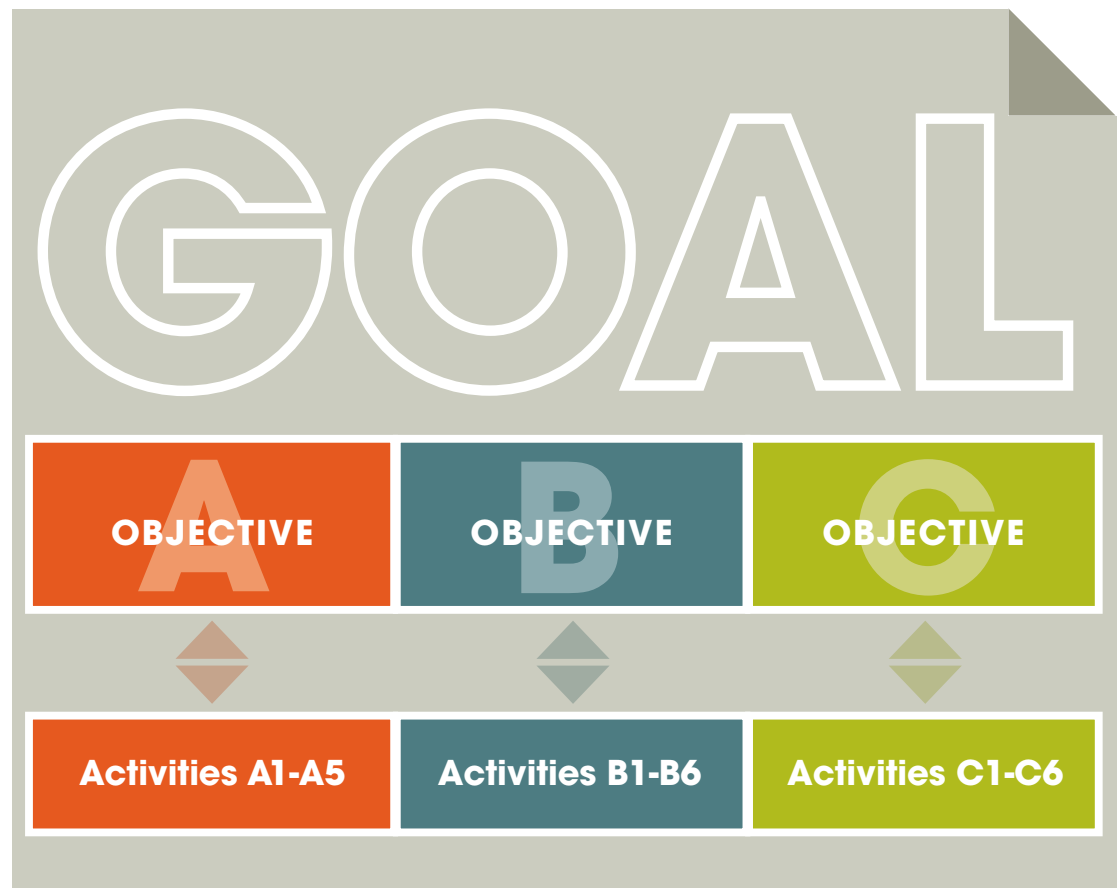 GOAL
A B C
OBJECTIVE OBJECTIVE OBJECTIVE
Activities A1-A5 Activities B1-B6 Activities C1-C6